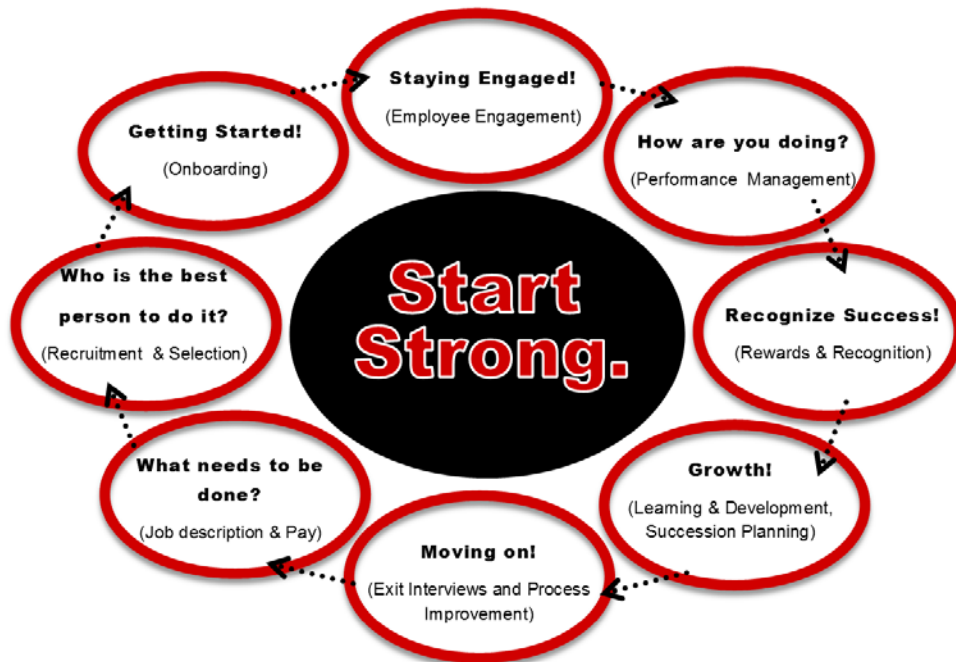 Staying Engaged!
(Employee Engagement)
Getting Started!
(Onboarding)
How are you doing?
(Performance Management)
Who is the best
person to do it?
(Recruitment & Selection)
Start
Strong.
Recognize Success!
(Rewards & Recognition)
What needs to be
done?
(Job description & Pay)
Growth!
(Learning & Development,
Succession Planning)
Moving on!
(Exit Interviews and Process
Improvement)